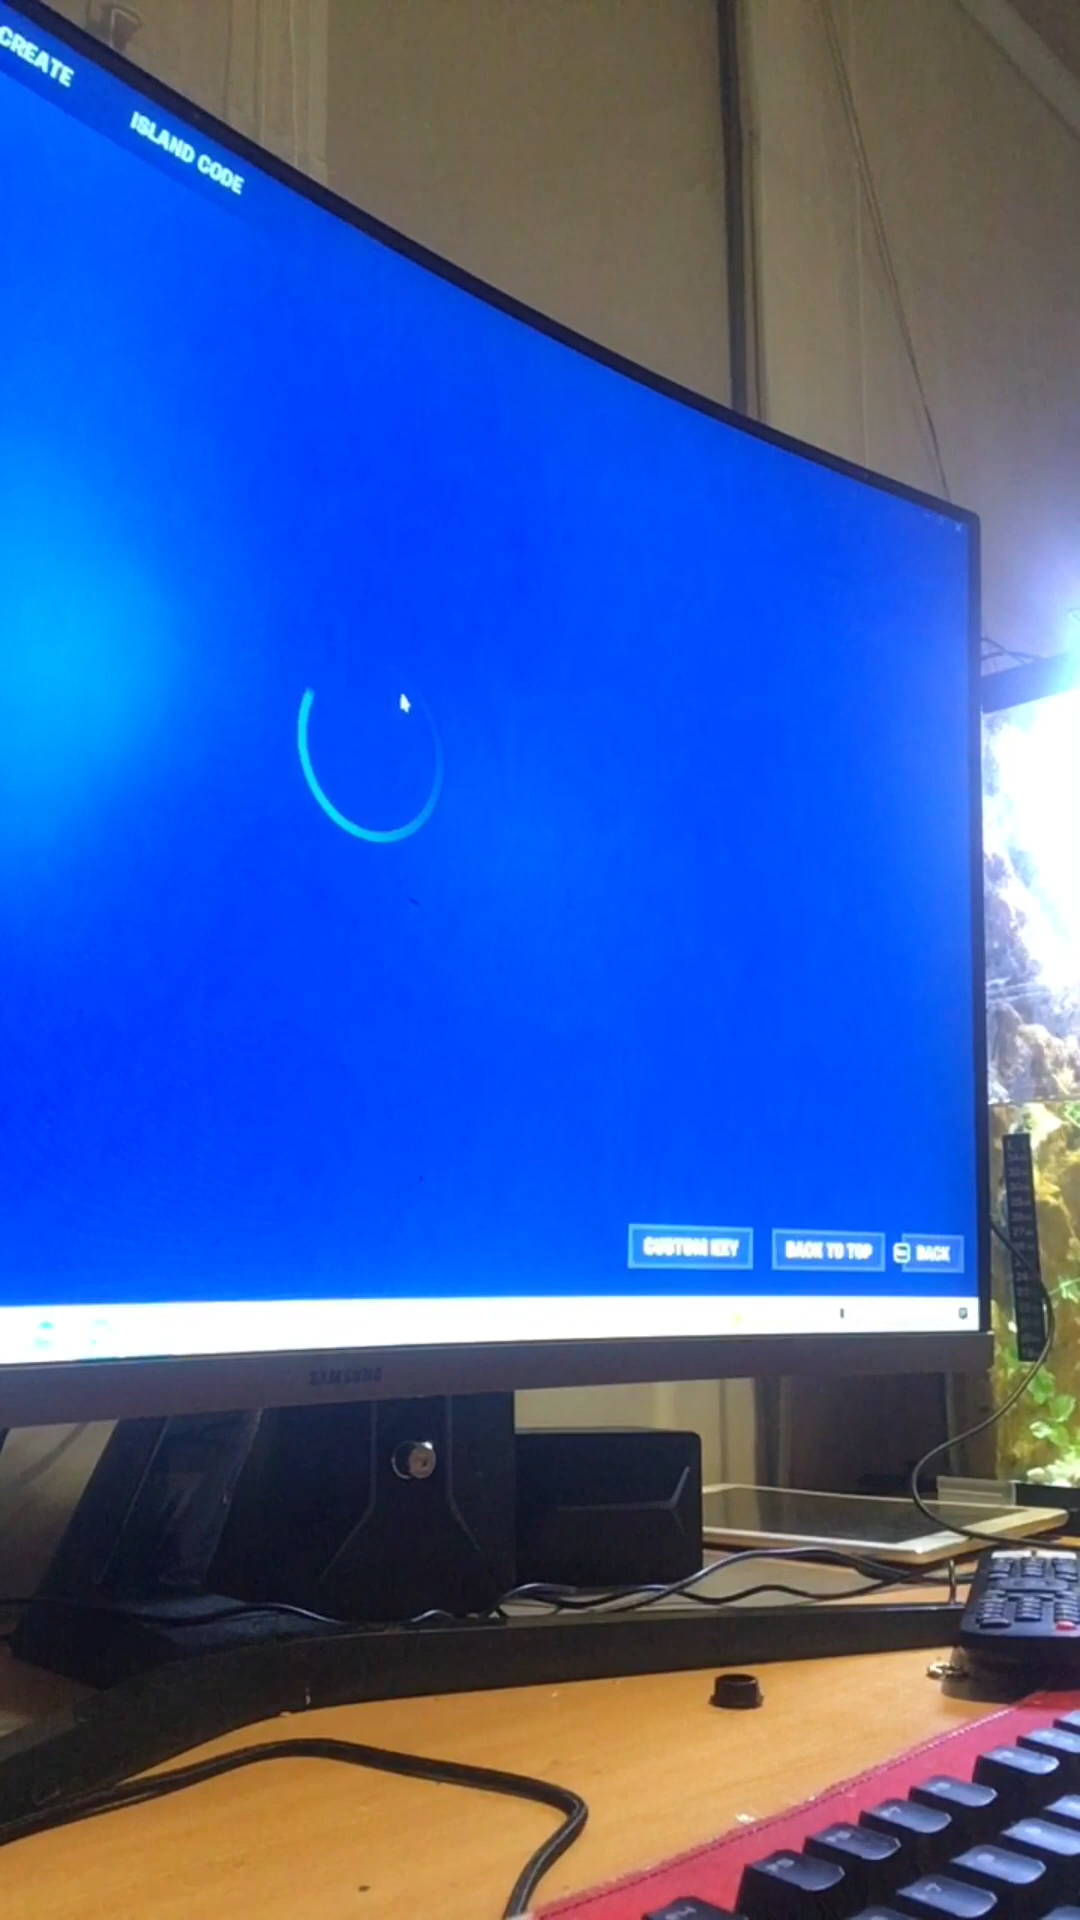 CREATE
ISLAND CODE
CUSTOM KEY
BACK TO TOP
BACK
SAMSUNG